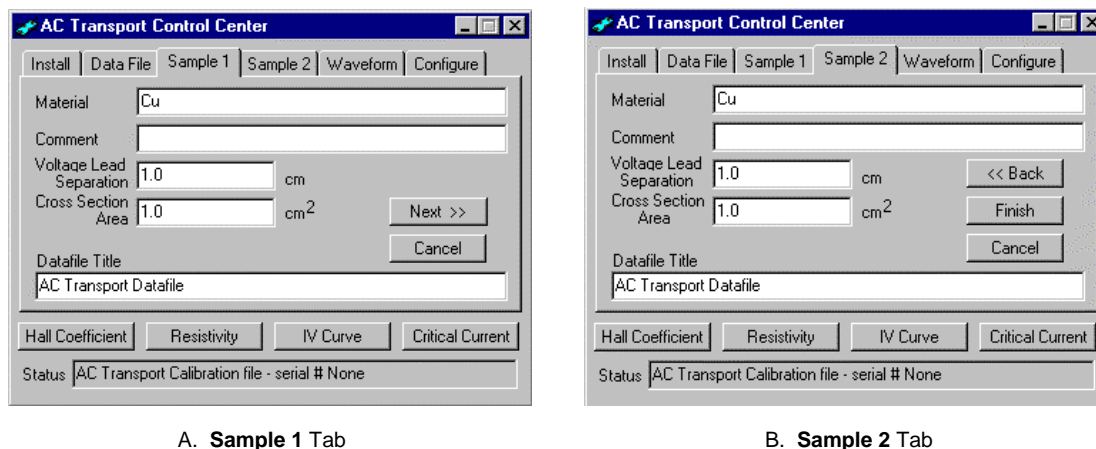 AC Transport Control Center
Install Data File Sample 1 Sample 2 Waveform Configure
Material Cu
Comment
Voltage Lead Separation 1.0 cm
Cross Section Area 1.0 cm2
Next >>
Cancel
Datafile Title
AC Transport Datafile
Hall Coefficient Resistivity IV Curve Critical Current
Status AC Transport Calibration file - serial # None
A. Sample 1 Tab
AC Transport Control Center
Install Data File Sample 1 Sample 2 Waveform Configure
Material Cu
Comment
Voltage Lead Separation 1.0 cm
<< Back
Cross Section Area 1.0 cm2
Finish
Cancel
Datafile Title
AC Transport Datafile
Hall Coefficient Resistivity IV Curve Critical Current
Status AC Transport Calibration file - serial # None
B. Sample 2 Tab